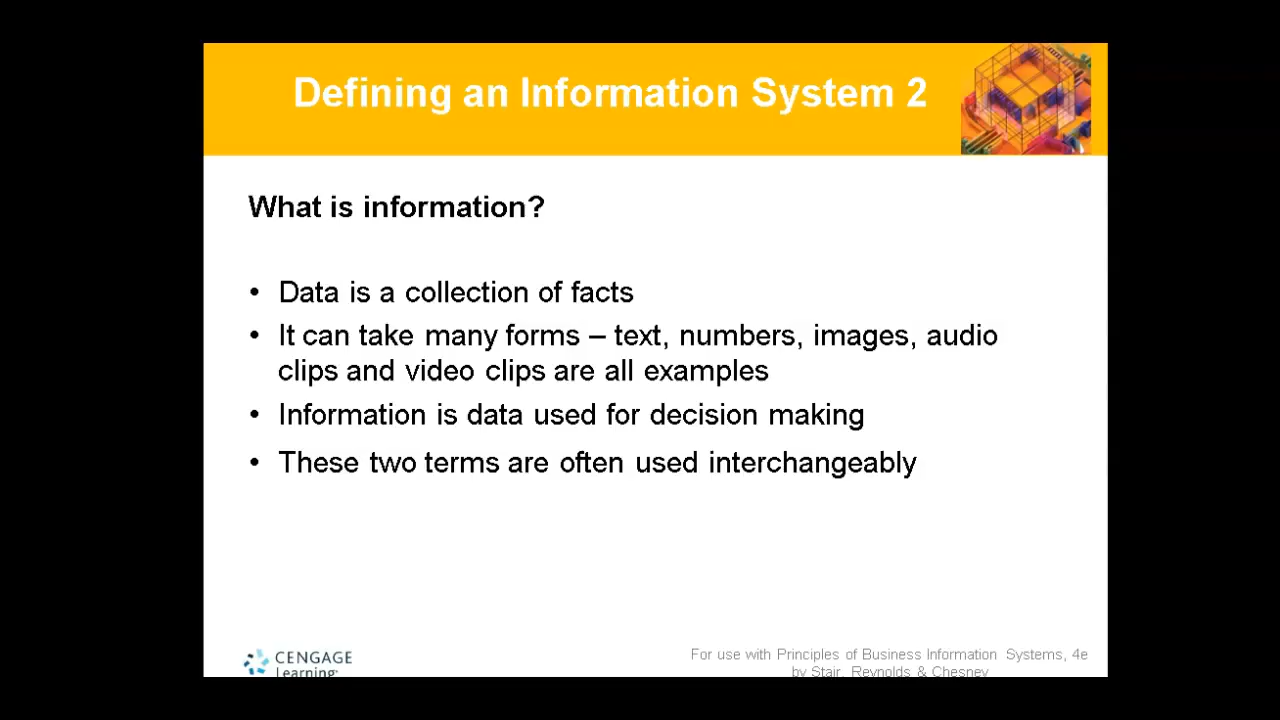 Defining an Information System 2
What is information?
• Data is a collection of facts
• It can take many forms – text, numbers, images, audio
clips and video clips are all examples
• Information is data used for decision making
• These two terms are often used interchangeably
CENGAGE
Learning
For use with Principles of Business Information Systems, 4e
by Stair, Reynolds & Chesney